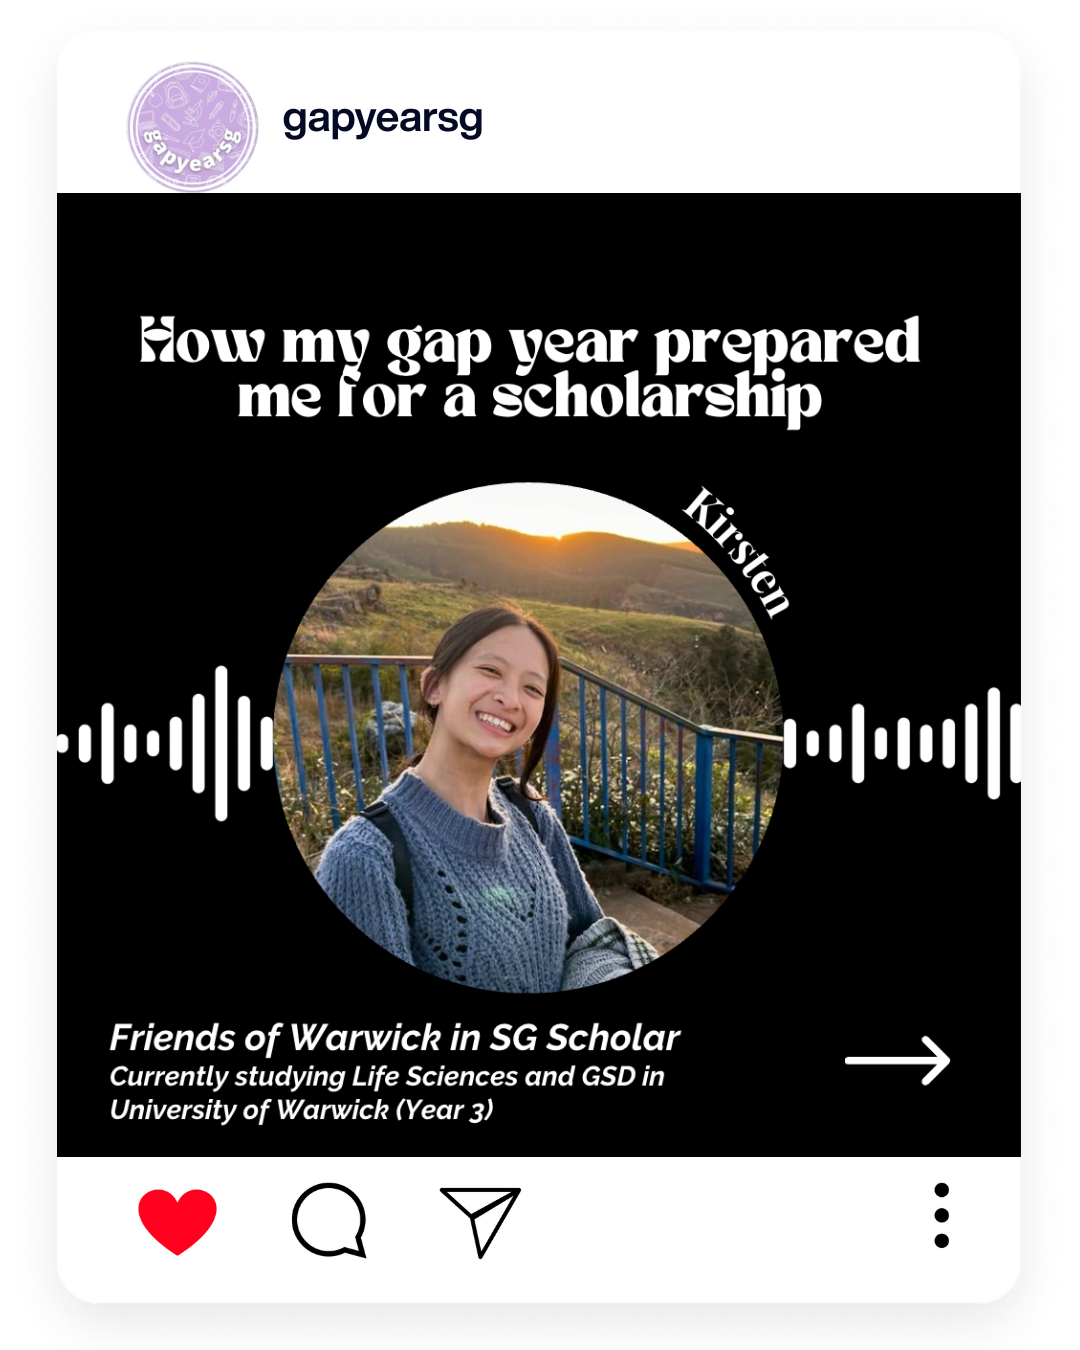 gapyearsg
gapyearsg
How my gap year prepared
me for a scholarship
Kirsten
Friends of Warwick in SG Scholar
Currently studying Life Sciences and GSD in
University of Warwick (Year 3)